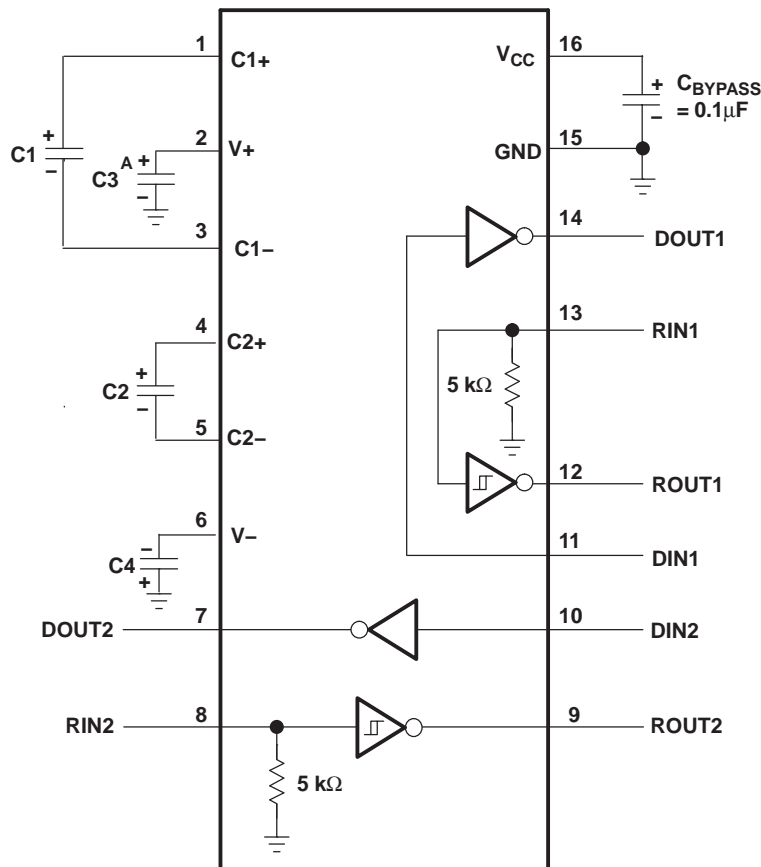 1
C1+
C1
+
−
2
V+
A
+
C3
−
3
C1−
4
C2+
+
C2
−
5
C2−
6
V−
−
C4
+
DOUT2
7
RIN2
8
5 kΩ
VCC
16
+
CBYPASS
−
= 0.1μF
15
GND
14
DOUT1
13
RIN1
5 kΩ
12
ROUT1
11
DIN1
10
DIN2
9
ROUT2